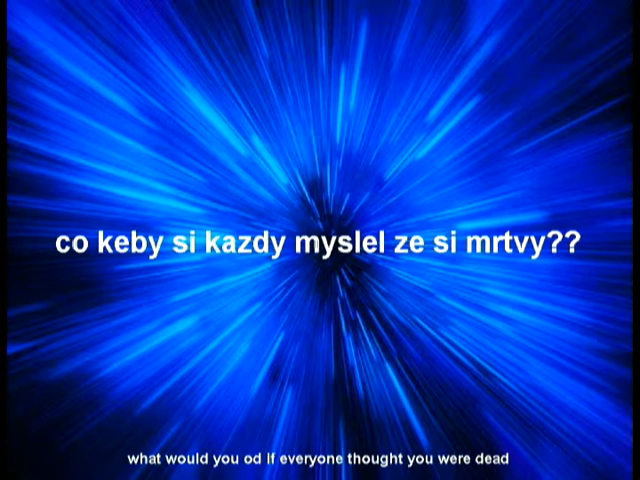 co keby si kazdy myslel ze si mrtvy??
what would you od If everyone thought you were dead